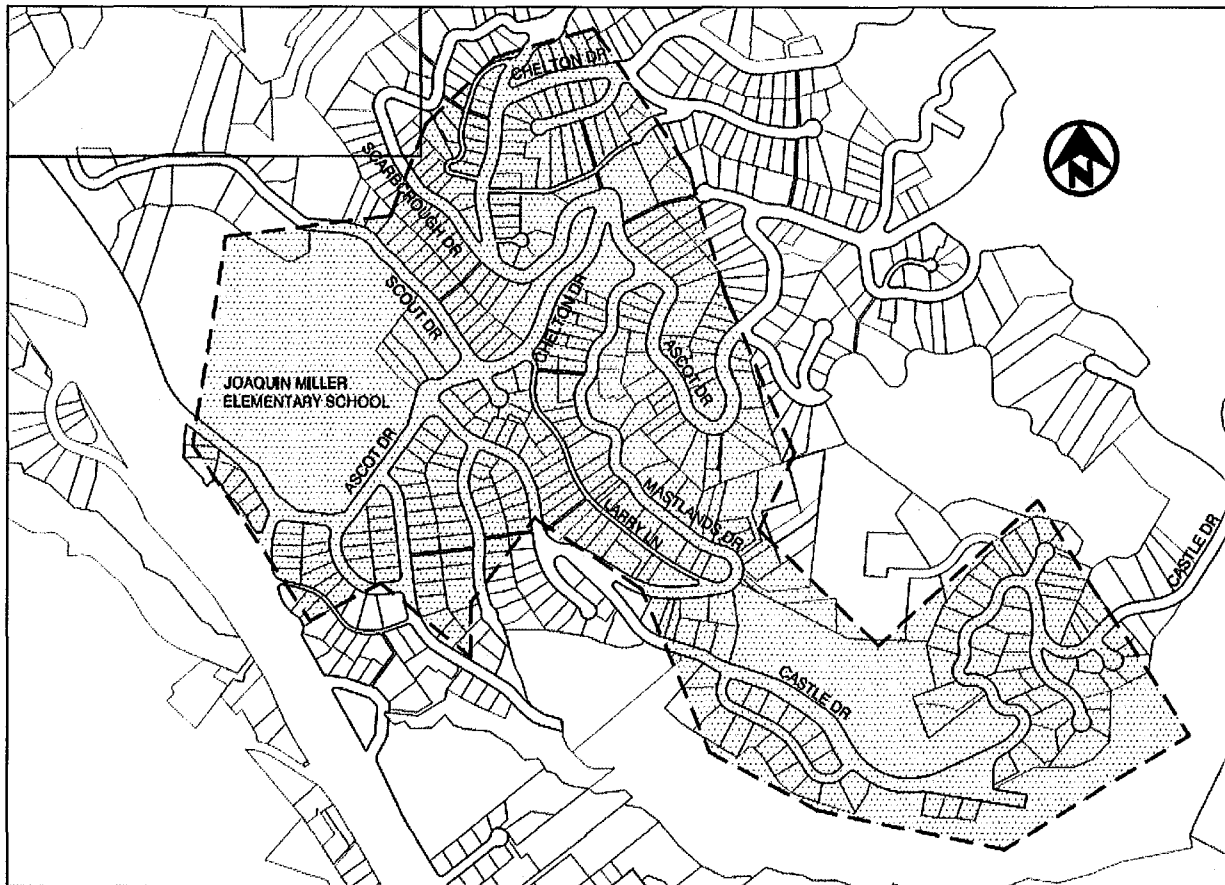 CHELTON DR
SCARBOROUGH DR
N
SCOUT DR
CHELTON DR
ASCOT DR
JOAQUIN MILLER
ELEMENTARY SCHOOL
ASCOT DR
MASTLANDS DR
LARRY LN
CASTLE DR
CASTLE DR